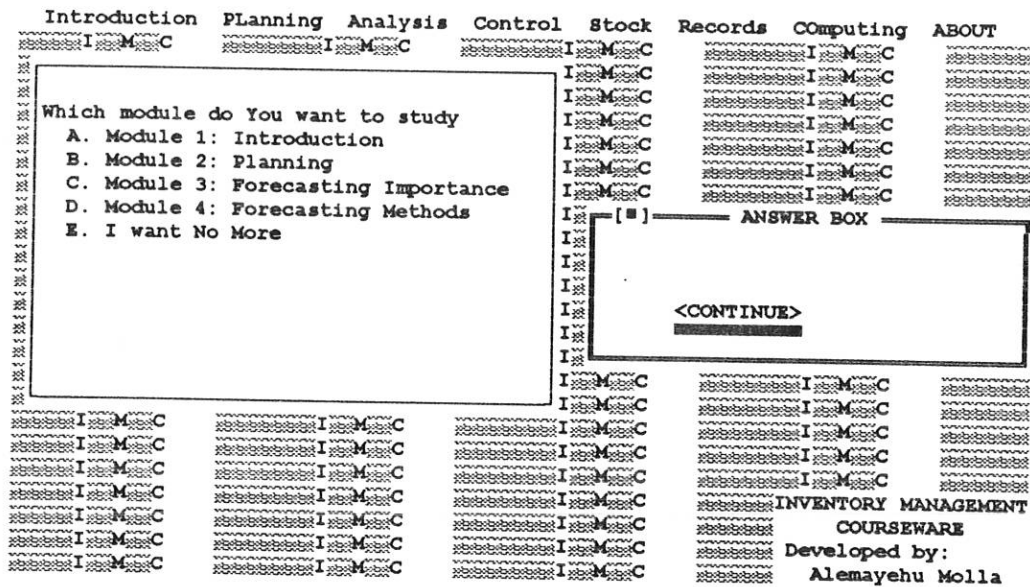 Introduction PLanning Analysis Control Stock Records COmputing ABOUT
I M C I M C I M C I M C
I M C I M C
I M C I M C
Which module do You want to study I M C I M C
A. Module 1: Introduction I M C I M C
B. Module 2: Planning I M C I M C
C. Module 3: Forecasting Importance I M C I M C
D. Module 4: Forecasting Methods I [■] ANSWER BOX
E. I want No More I
I
I
I <CONTINUE>
I
I
I M C I M C
I M C I M C
I M C I M C I M C I M C
I M C I M C I M C I M C
I M C I M C I M C I M C
I M C I M C I M C INVENTORY MANAGEMENT
I M C I M C I M C COURSEWARE
I M C I M C I M C Developed by:
I M C I M C I M C Alemayehu Molla